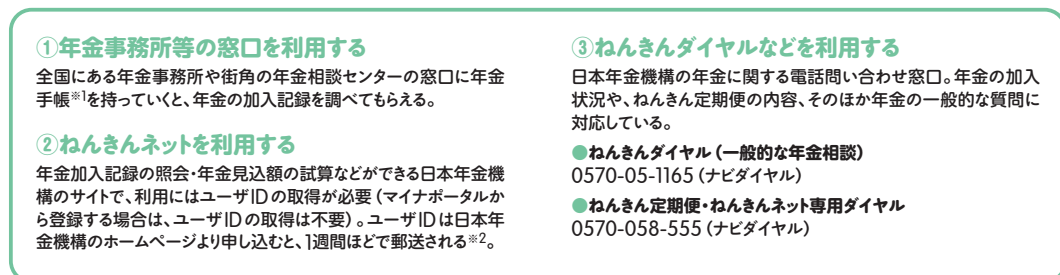 ①年金事務所等の窓口を利用する
全国にある年金事務所や街角の年金相談センターの窓口に年金
手帳※1を持っていくと、年金の加入記録を調べてもらえる。
②ねんきんネットを利用する
年金加入記録の照会・年金見込額の試算などができる日本年金機
構のサイトで、利用にはユーザIDの取得が必要（マイナポータルか
ら登録する場合は、ユーザIDの取得は不要）。ユーザIDは日本年
金機構のホームページより申し込むと、1週間ほどで郵送される※2。
③ねんきんダイヤルなどを利用する
日本年金機構の年金に関する電話問い合わせ窓口。年金の加入
状況や、ねんきん定期便の内容、そのほか年金の一般的な質問に
対応している。
●ねんきんダイヤル（一般的な年金相談）
0570-05-1165（ナビダイヤル）
●ねんきん定期便・ねんきんネット専用ダイヤル
0570-058-555（ナビダイヤル）